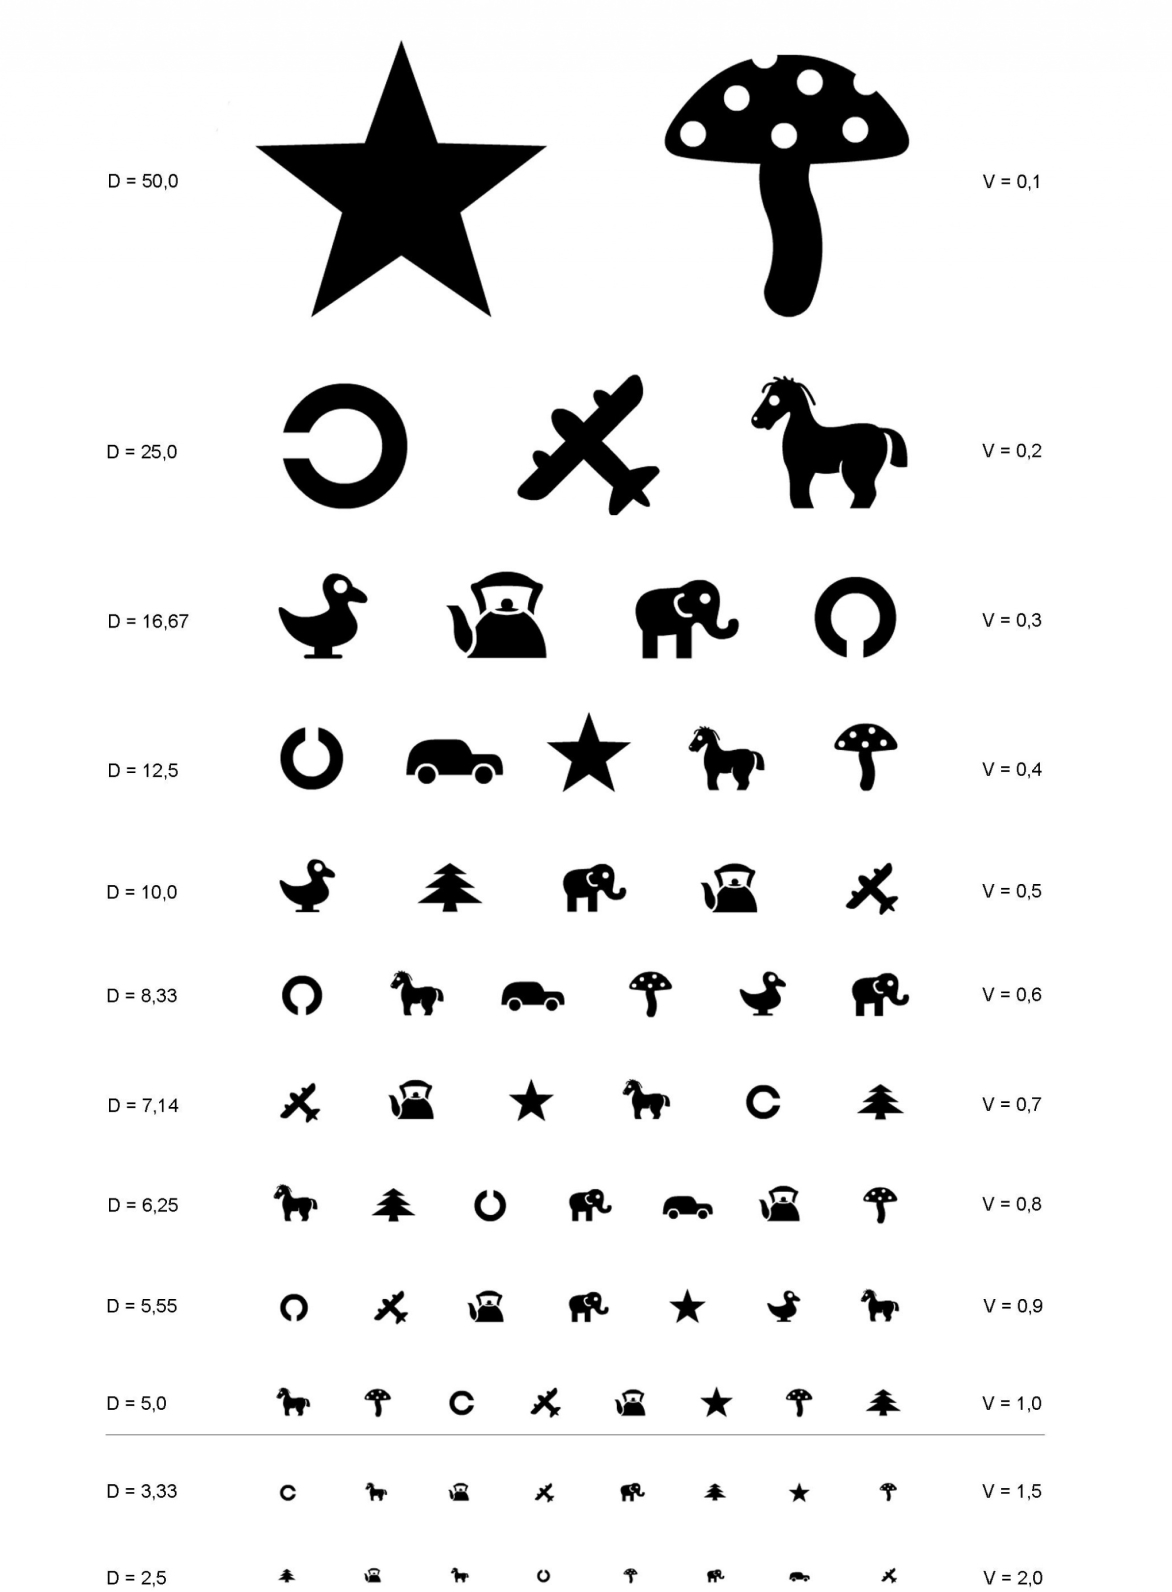 D = 50,0 V = 0,1
D = 25,0 V = 0,2
D = 16,67 V = 0,3
D = 12,5 V = 0,4
D = 10,0 V = 0,5
D = 8,33 V = 0,6
D = 7,14 V = 0,7
D = 6,25 V = 0,8
D = 5,55 V = 0,9
D = 5,0 V = 1,0
D = 3,33 V = 1,5
D = 2,5 V = 2,0